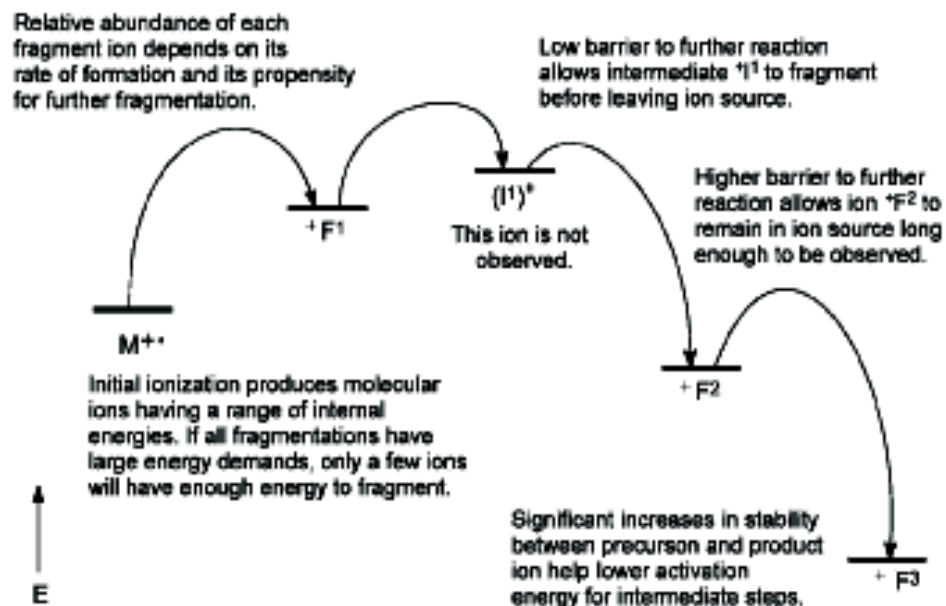 Relative abundance of each
fragment ion depends on its
rate of formation and its propensity
for further fragmentation.
Low barrier to further reaction
allows intermediate ⁺I¹ to fragment
before leaving ion source.
Higher barrier to further
reaction allows ion ⁺F² to
remain in ion source long
enough to be observed.
⁺F¹
(I¹)⁺
This ion is not
observed.
M⁺•
⁺F²
Initial ionization produces molecular
ions having a range of internal
energies. If all fragmentations have
large energy demands, only a few ions
will have enough energy to fragment.
Significant increases in stability
between precurson and product
ion help lower activation
energy for intermediate steps.
⁺F³
E